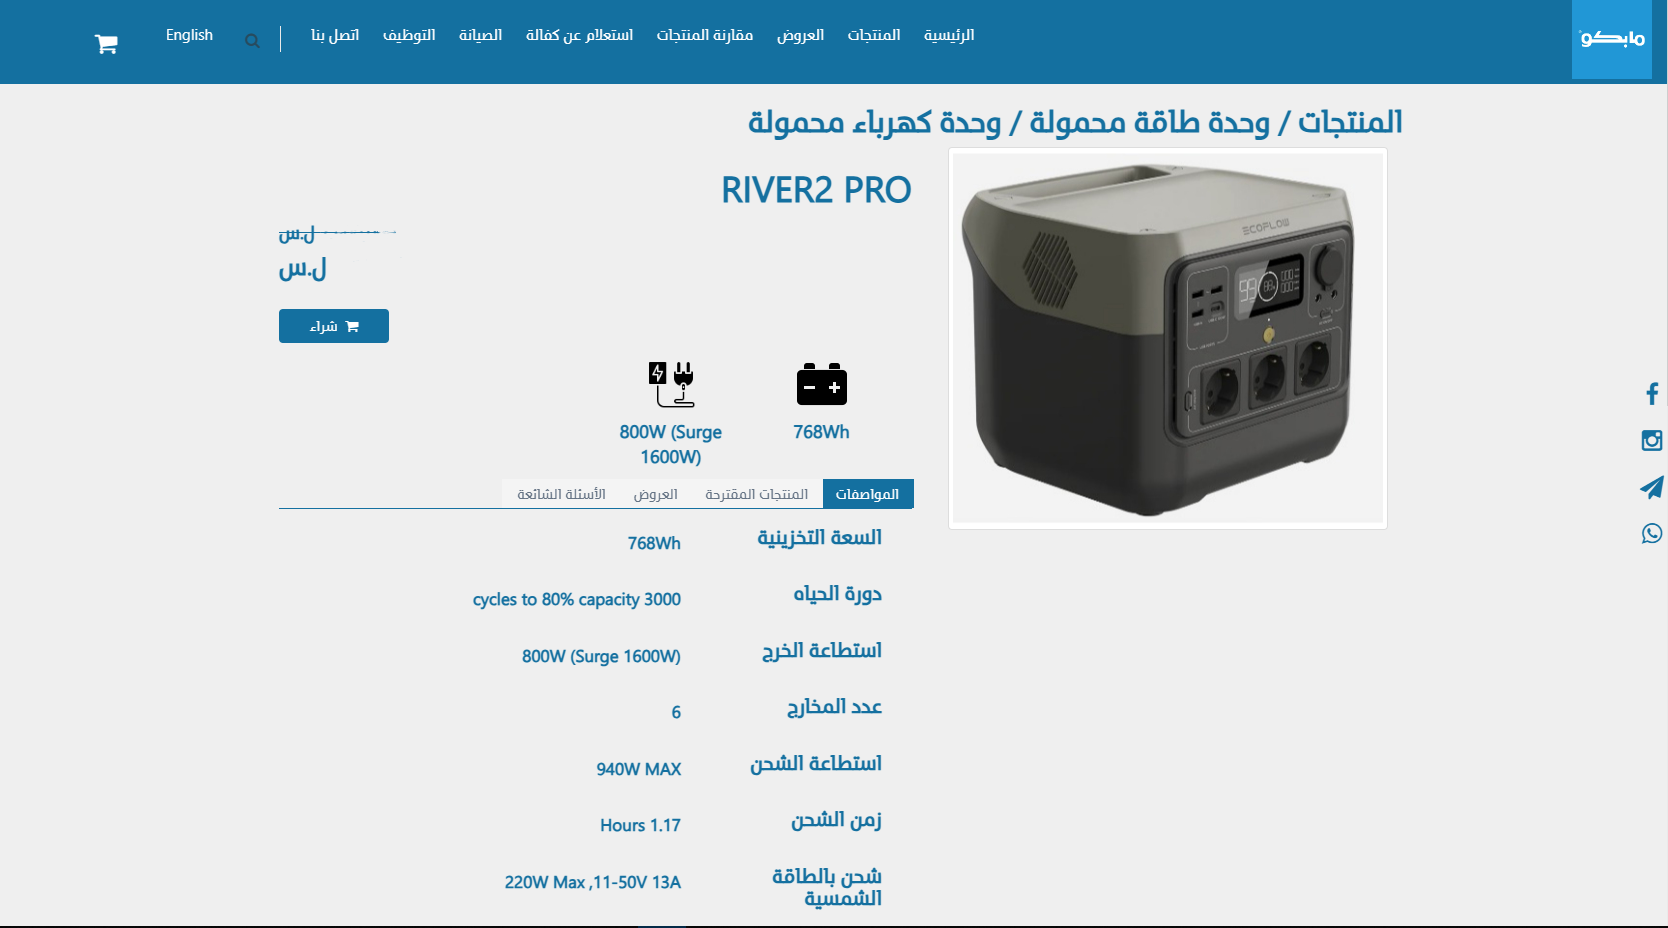 مابكو
الرئيسية
المنتجات
العروض
مقارنة المنتجات
استعلام عن كفالة
الصيانة
التوظيف
اتصل بنا
English
المنتجات / وحدة طاقة محمولة / وحدة كهرباء محمولة
RIVER2 PRO
ل.س
ل.س
شراء
ECOFLOW
99
768Wh
800W (Surge
1600W)
المواصفات
المنتجات المقترحة
العروض
الأسئلة الشائعة
السعة التخزينية
768Wh
دورة الحياه
cycles to 80% capacity 3000
استطاعة الخرج
800W (Surge 1600W)
عدد المخارج
6
استطاعة الشحن
940W MAX
زمن الشحن
Hours 1.17
شحن بالطاقة
الشمسية
220W Max ,11-50V 13A